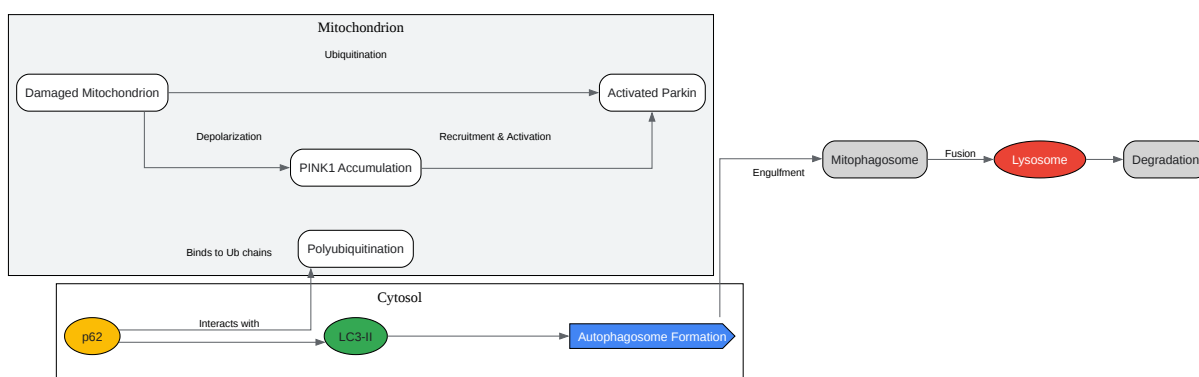 Mitochondrion
Ubiquitination
Damaged Mitochondrion
Activated Parkin
Depolarization
Recruitment & Activation
PINK1 Accumulation
Engulfment
Mitophagosome
Fusion
Lysosome
Degradation
Binds to Ub chains
Polyubiquitination
Cytosol
Interacts with
p62
LC3-II
Autophagosome Formation